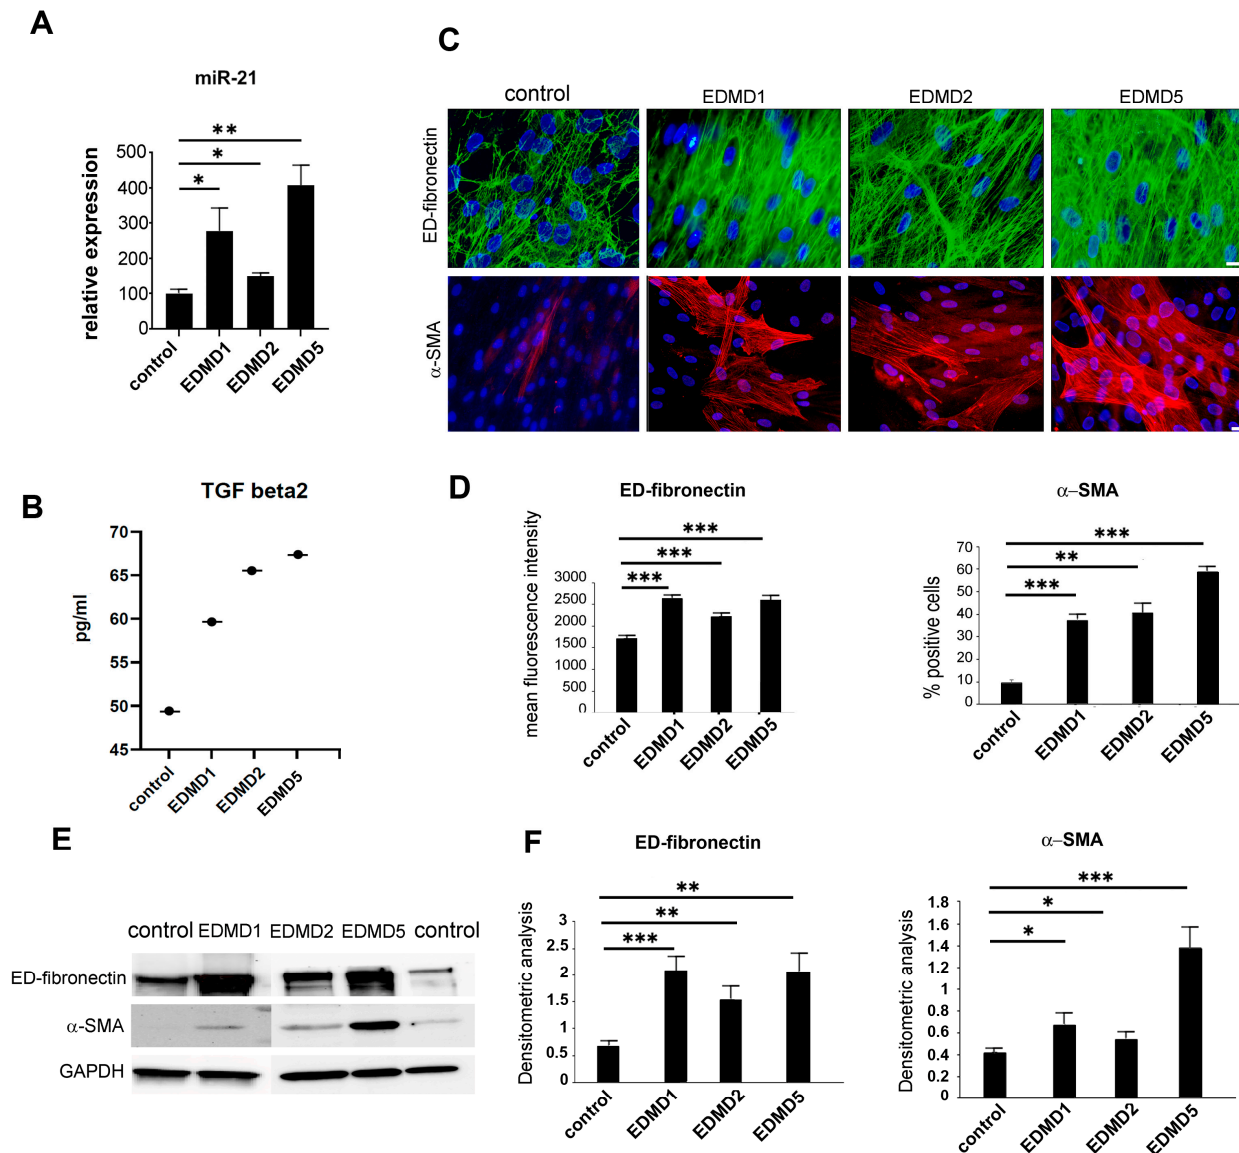 A
miR-21
relative expression
500
400
300
200
100
0
**
*
*
control
EDMD1
EDMD2
EDMD5
B
TGF beta2
pg/ml
70
65
60
55
50
45
control
EDMD1
EDMD2
EDMD5
C
control EDMD1 EDMD2 EDMD5
ED-fibronectin
α-SMA
D
ED-fibronectin
mean fluorescence intensity
3000
2500
2000
1500
1000
500
0
***
***
***
control
EDMD1
EDMD2
EDMD5
α–SMA
% positive cells
70
60
50
40
30
20
10
0
***
**
***
control
EDMD1
EDMD2
EDMD5
E
control EDMD1 EDMD2 EDMD5 control
ED-fibronectin
α-SMA
GAPDH
F
ED-fibronectin
Densitometric analysis
3
2.5
2
1.5
1
0.5
0
**
**
***
control
EDMD1
EDMD2
EDMD5
α–SMA
Densitometric analysis
1.8
1.6
1.4
1.2
1
0.8
0.6
0.4
0.2
0
***
*
*
control
EDMD1
EDMD2
EDMD5